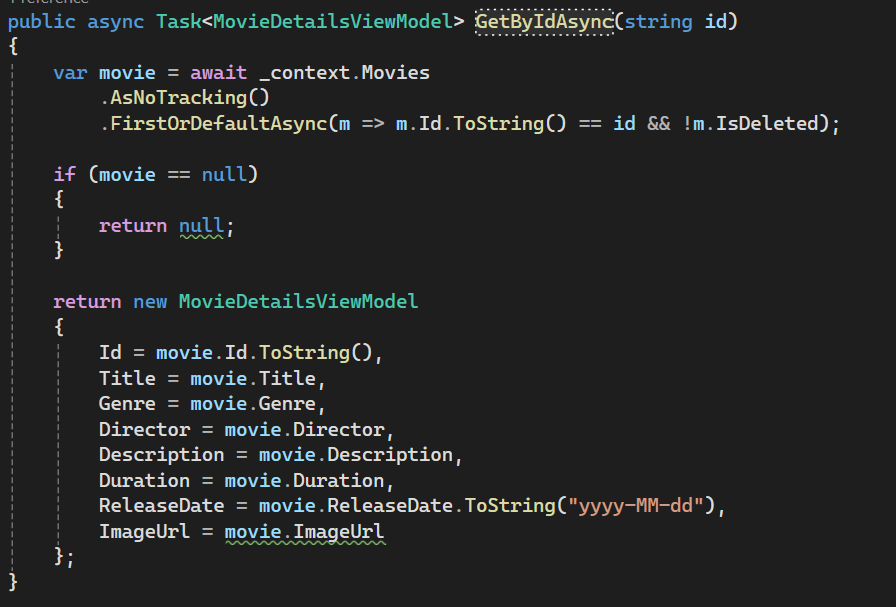 public async Task<MovieDetailsViewModel> GetByIdAsync(string id)
{
    var movie = await _context.Movies
        .AsNoTracking()
        .FirstOrDefaultAsync(m => m.Id.ToString() == id && !m.IsDeleted);
    if (movie == null)
    {
        return null;
    }
    return new MovieDetailsViewModel
    {
        Id = movie.Id.ToString(),
        Title = movie.Title,
        Genre = movie.Genre,
        Director = movie.Director,
        Description = movie.Description,
        Duration = movie.Duration,
        ReleaseDate = movie.ReleaseDate.ToString("yyyy-MM-dd"),
        ImageUrl = movie.ImageUrl
    };
}